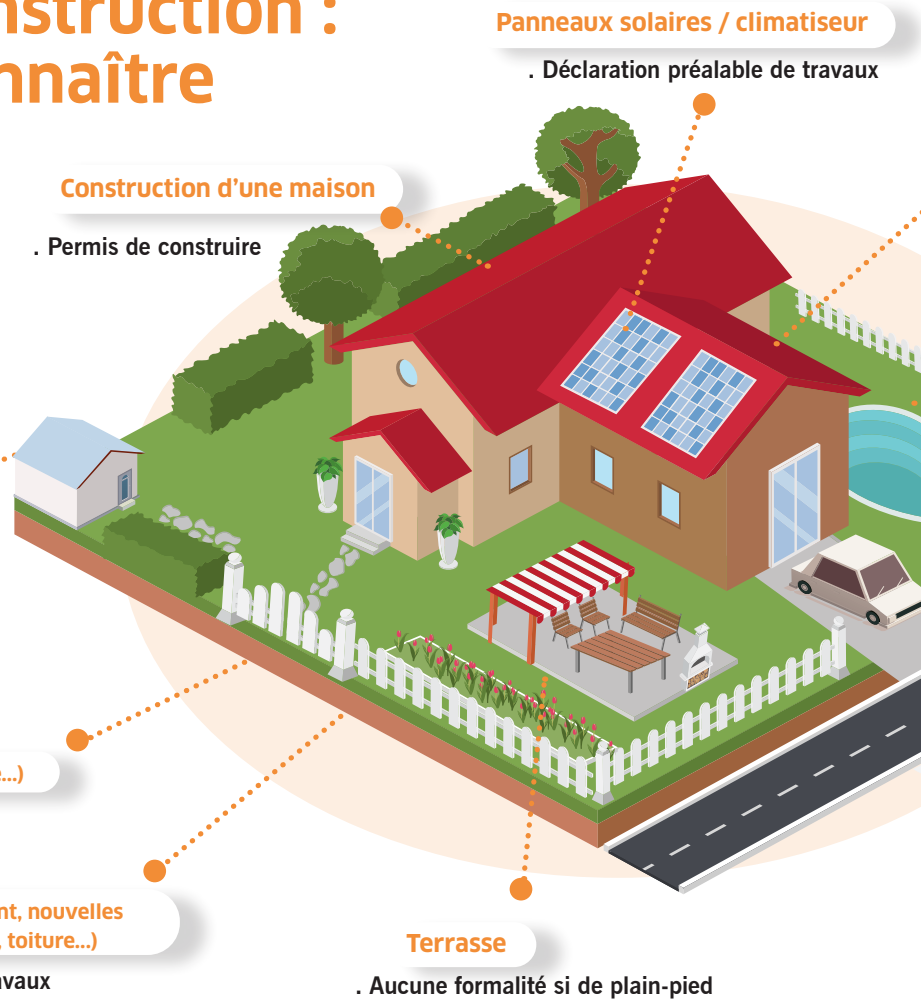 nstruction :
nnaître
Panneaux solaires / climatiseur
. Déclaration préalable de travaux
Construction d’une maison
. Permis de construire
...)
nt, nouvelles
, toiture...)
avaux
Terrasse
. Aucune formalité si de plain-pied